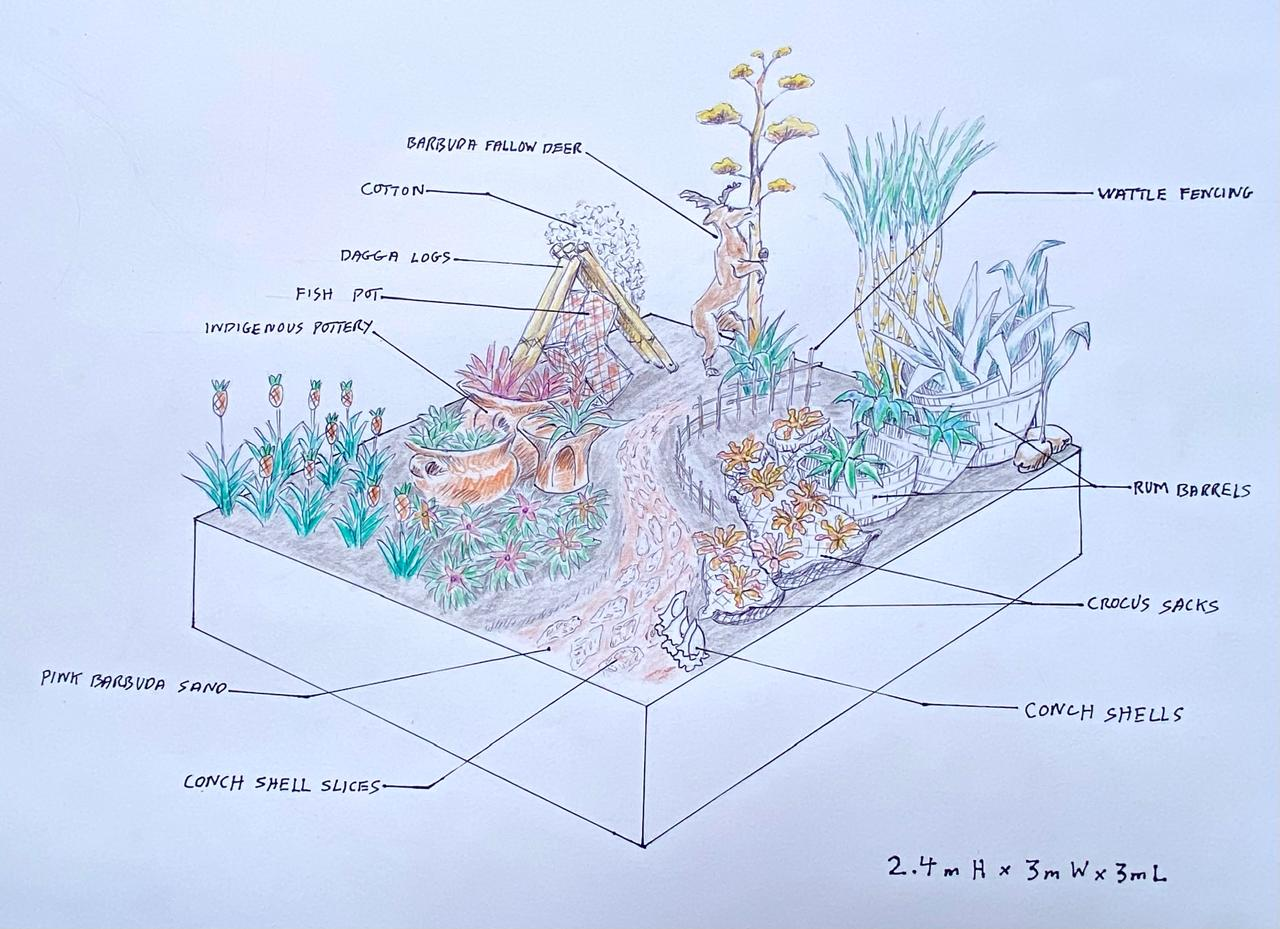 BARBUDA FALLOW DEER
COTTON
WATTLE FENCING
DAGGA LOGS
FISH POT
INDIGENOUS POTTERY
RUM BARRELS
CROCUS SACKS
PINK BARBUDA SAND
CONCH SHELLS
CONCH SHELL SLICES
2.4m H x 3m W x 3m L